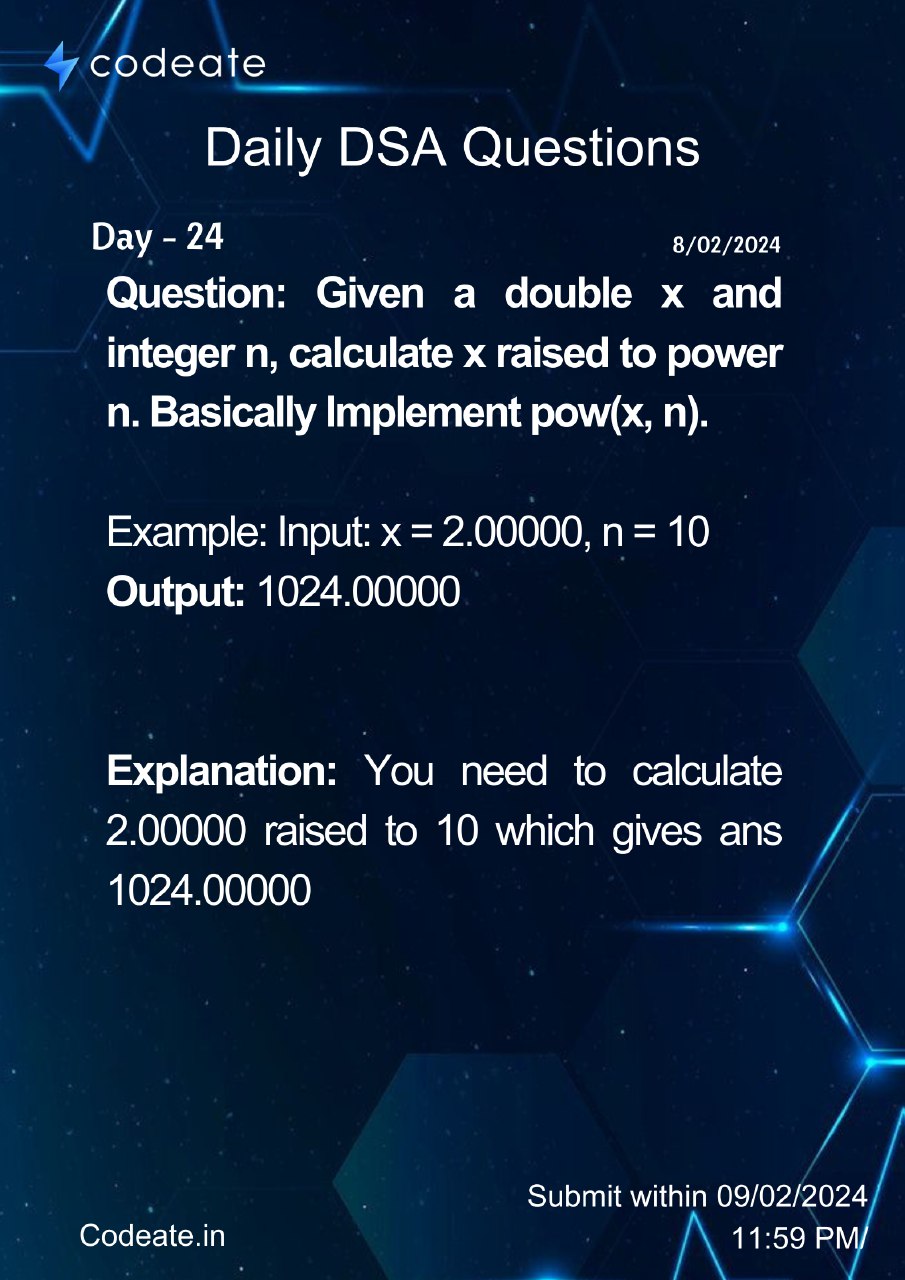 codeate
Daily DSA Questions
Day - 24
8/02/2024
Question: Given a double x and
integer n, calculate x raised to power
n. Basically Implement pow(x, n).
Example: Input: x = 2.00000, n = 10
Output: 1024.00000
Explanation: You need to calculate
2.00000 raised to 10 which gives ans
1024.00000
Submit within 09/02/2024
11:59 PM/
Codeate.in